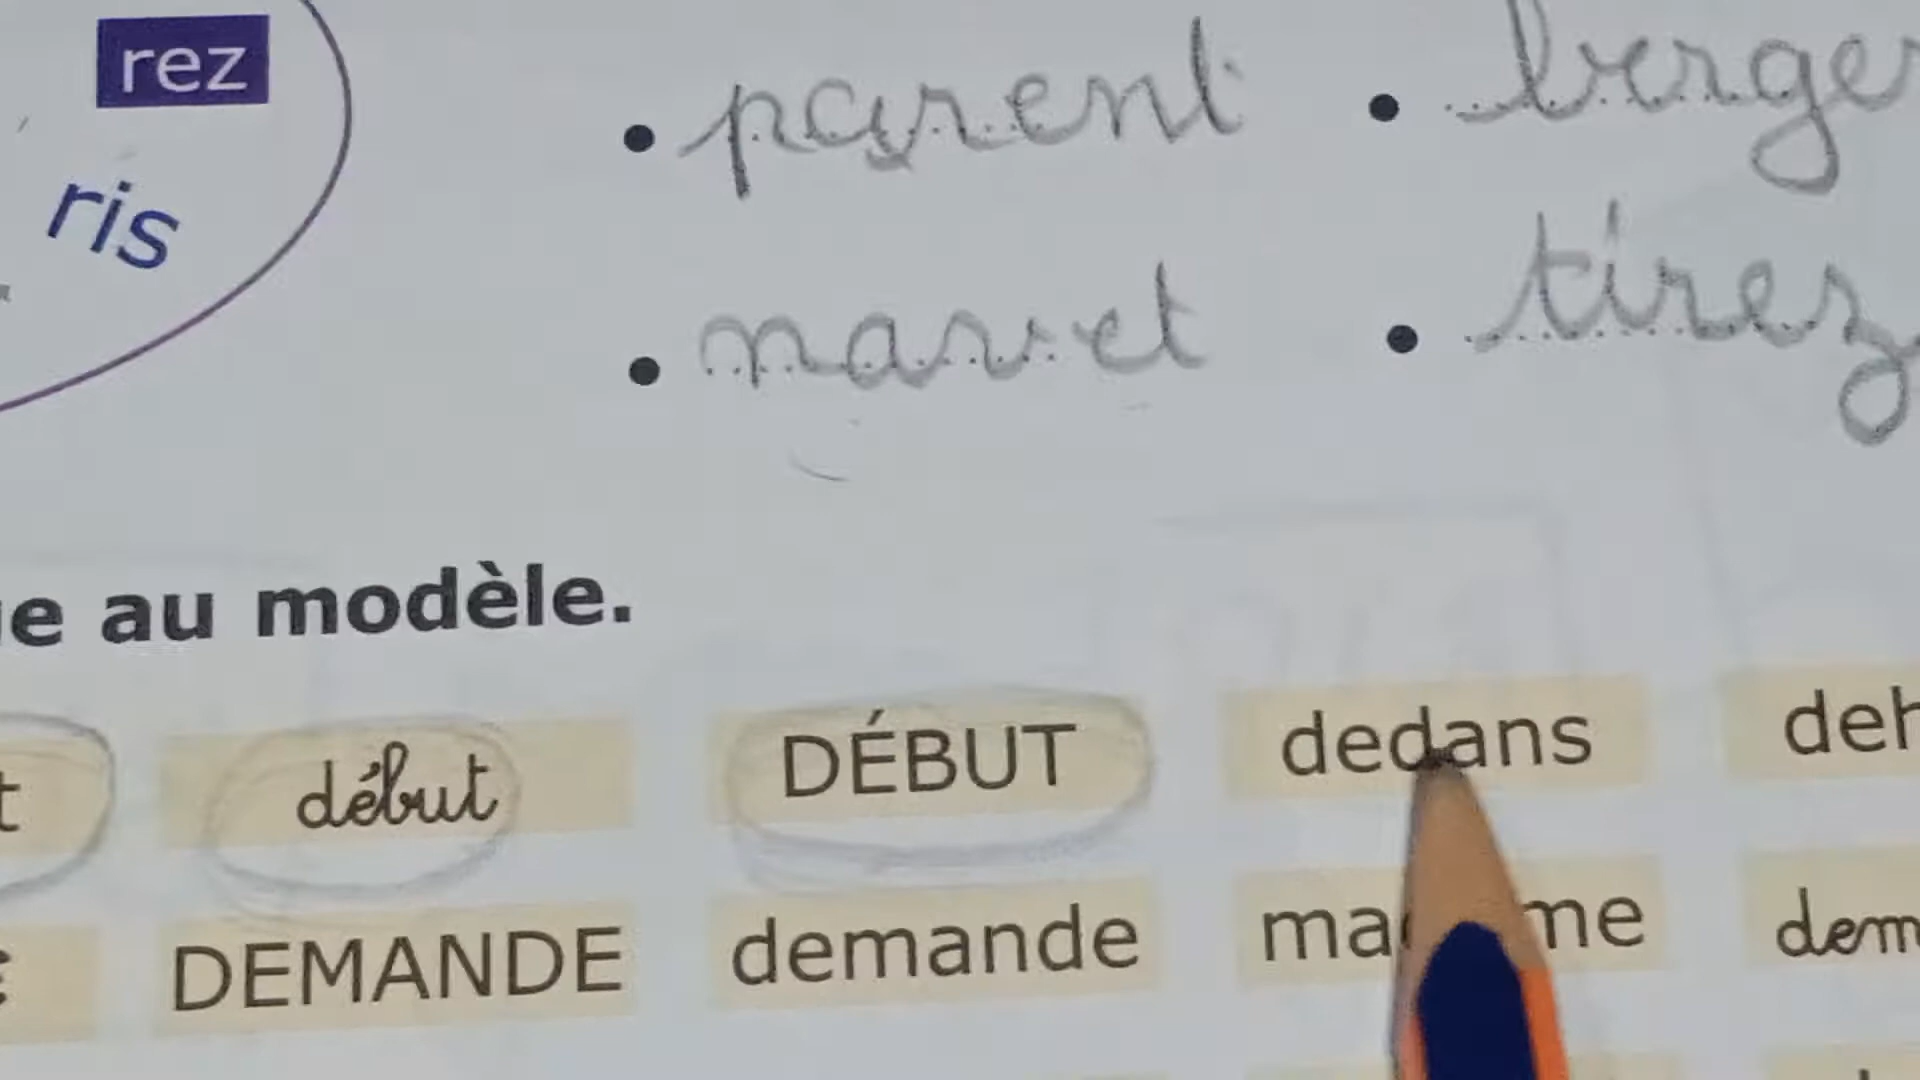 rez
ris
• parent • berger
• navet • tirez
au modèle.
début DÉBUT dedans
DEMANDE demande